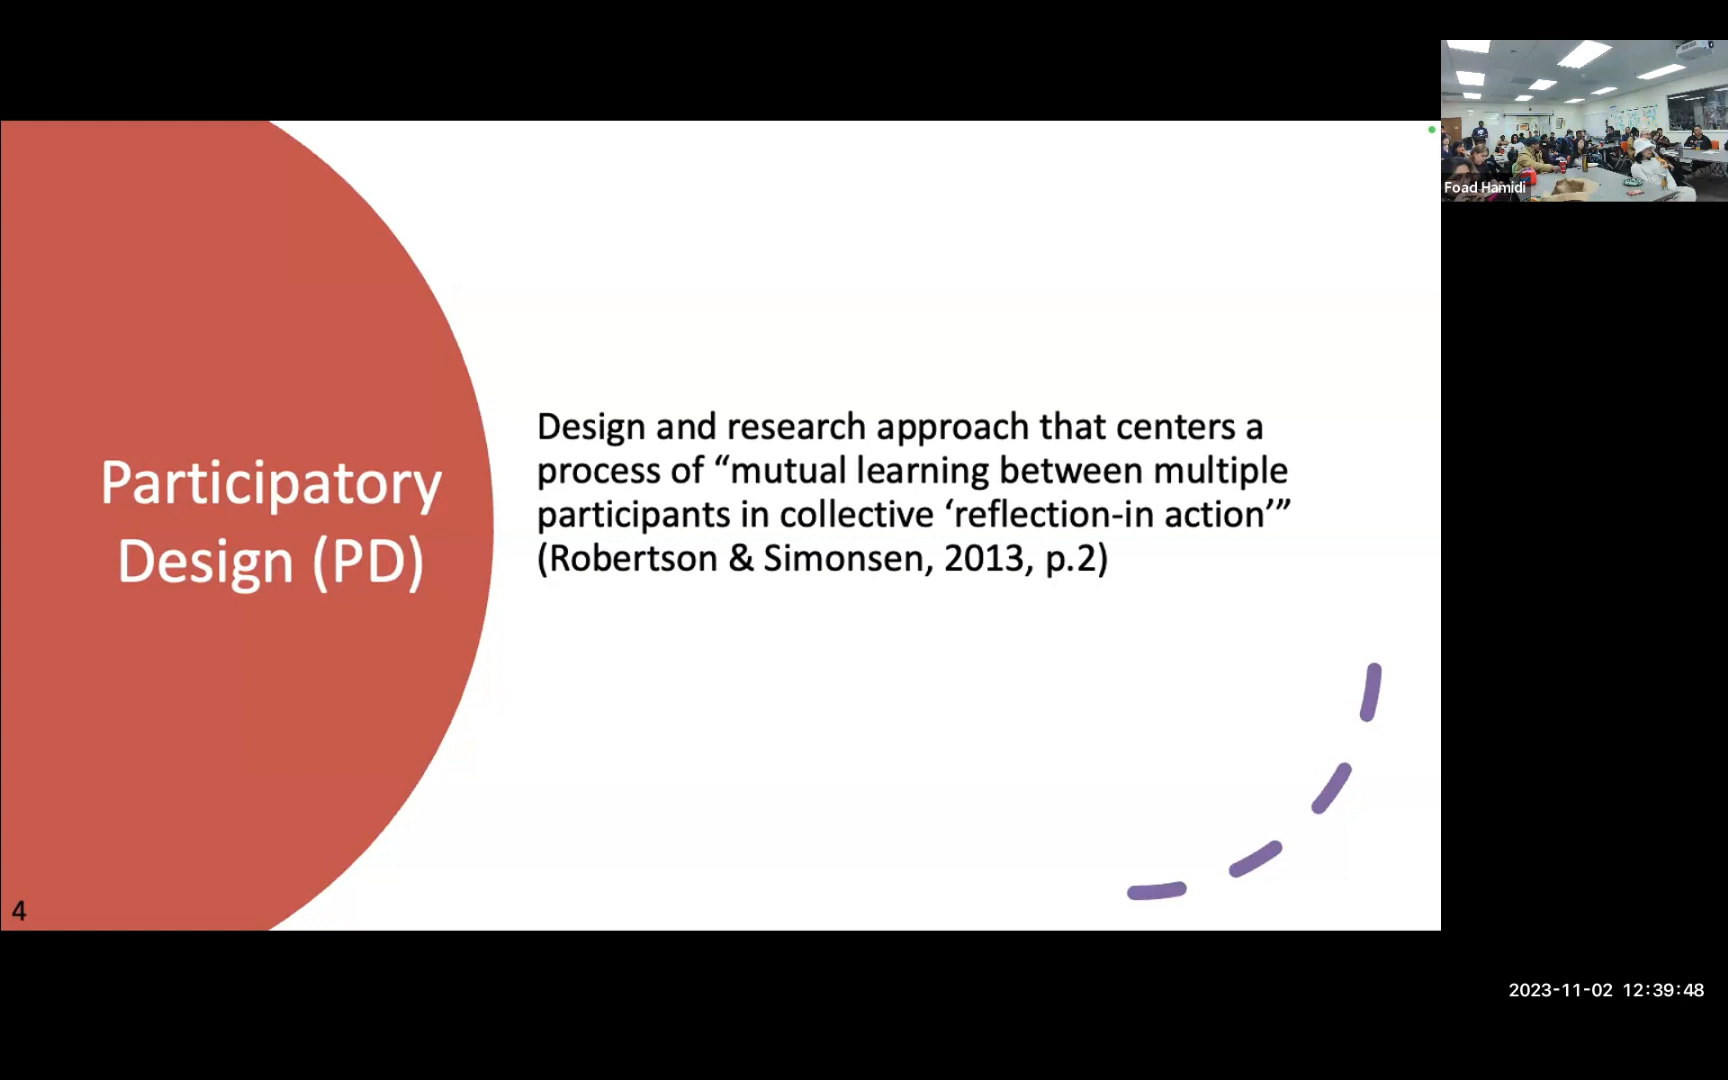 Foad Hamidi
Participatory
Design (PD)
Design and research approach that centers a
process of “mutual learning between multiple
participants in collective ‘reflection-in action’”
(Robertson & Simonsen, 2013, p.2)
4
2023-11-02 12:39:48